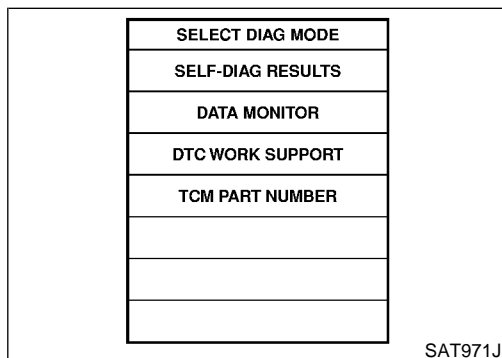 SELECT DIAG MODE
SELF-DIAG RESULTS
DATA MONITOR
DTC WORK SUPPORT
TCM PART NUMBER
SAT971J